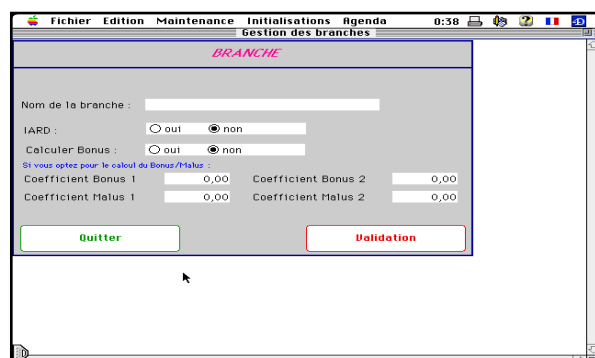 Fichier Edition Maintenance Initialisations Agenda 0:38
Gestion des branches
BRANCHE
Nom de la branche :
IARD : oui non
Calculer Bonus : oui non
Si vous optez pour le calcul du Bonus/Malus :
Coefficient Bonus 1 0,00 Coefficient Bonus 2 0,00
Coefficient Malus 1 0,00 Coefficient Malus 2 0,00
Quitter Validation